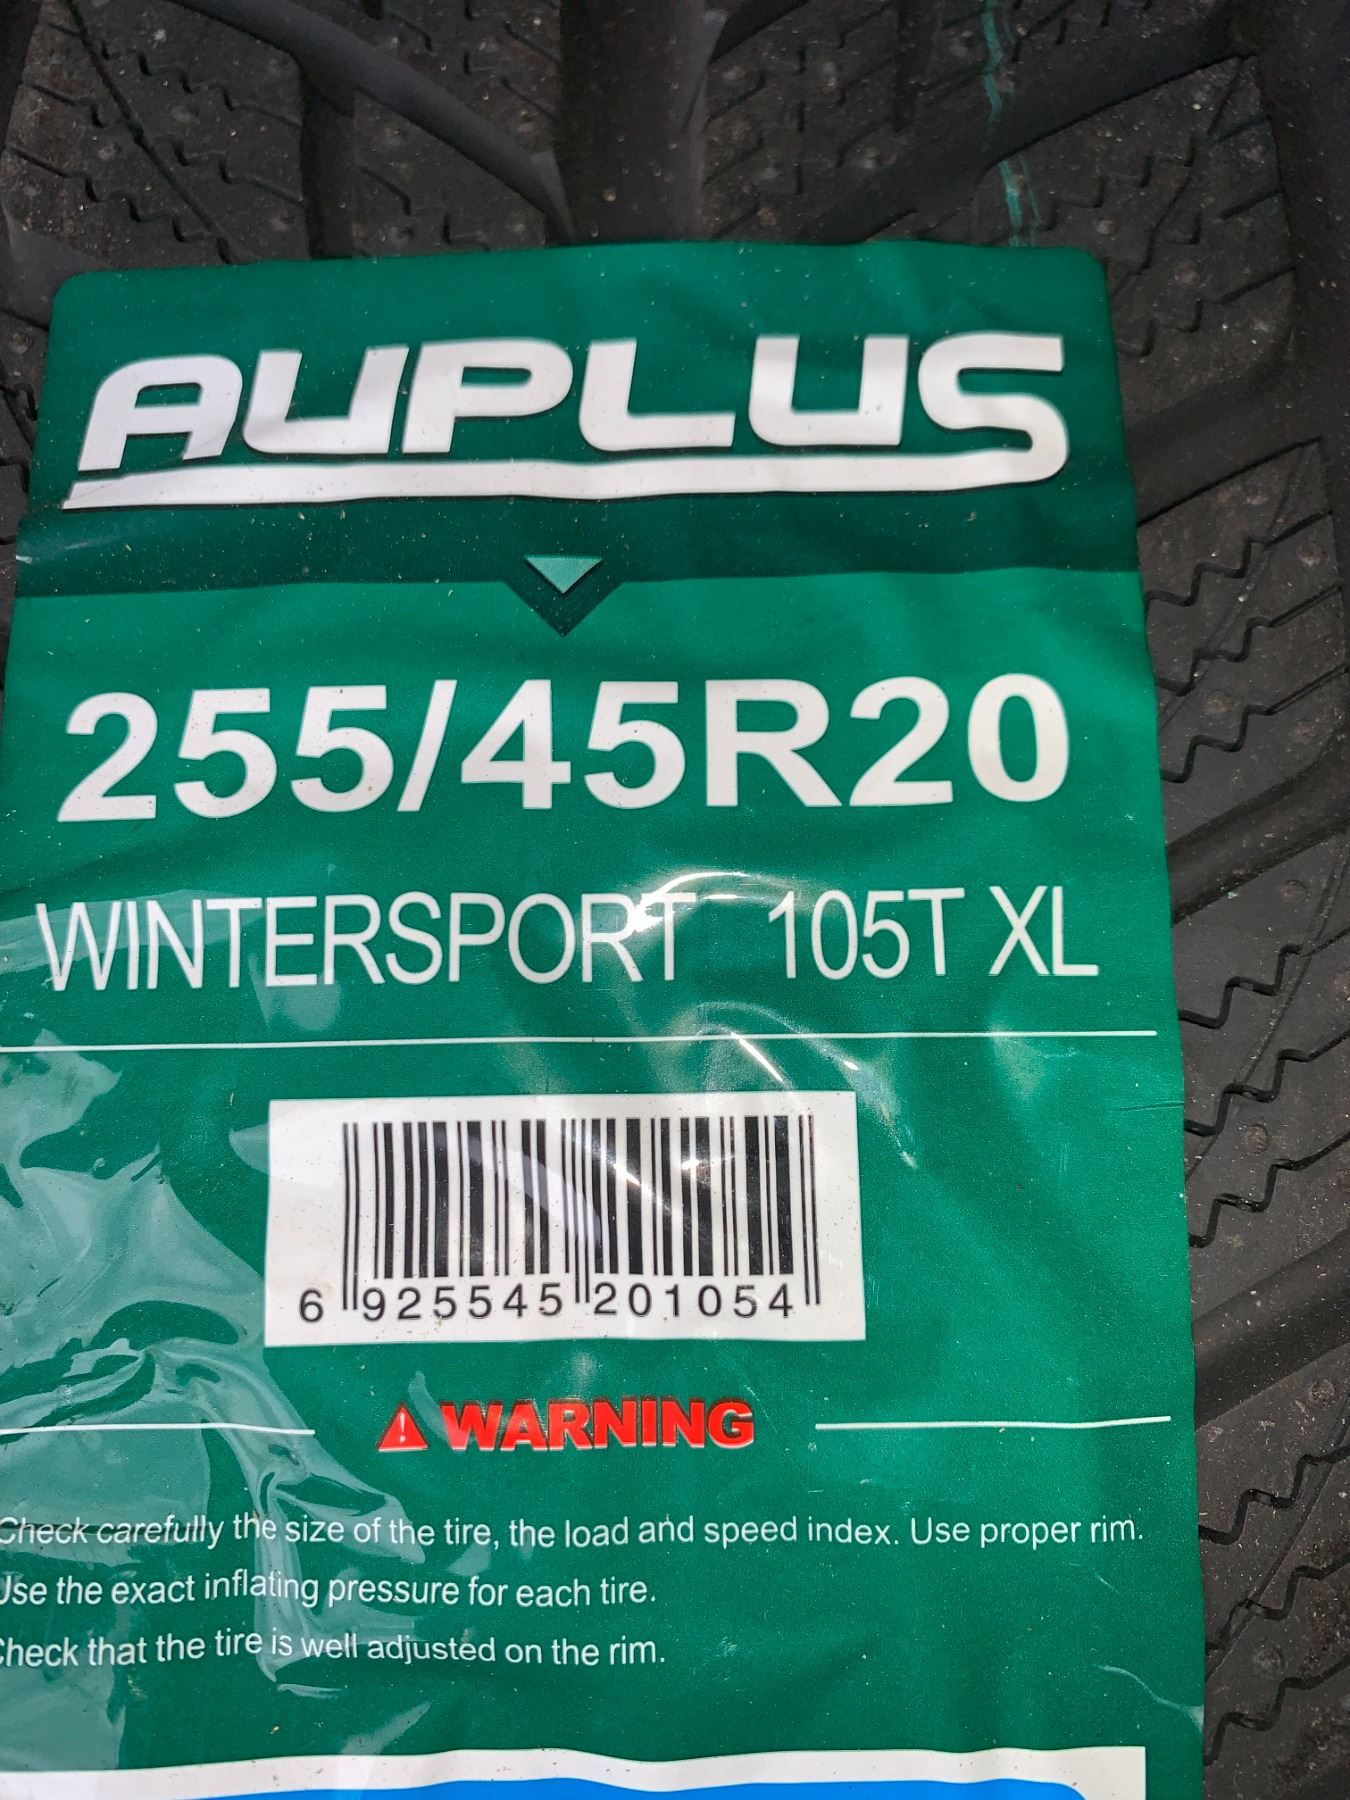 AUPLUS
255/45R20
WINTERSPORT 105T XL
6 925545 201054
WARNING
Check carefully the size of the tire, the load and speed index. Use proper rim.
Use the exact inflating pressure for each tire.
Check that the tire is well adjusted on the rim.